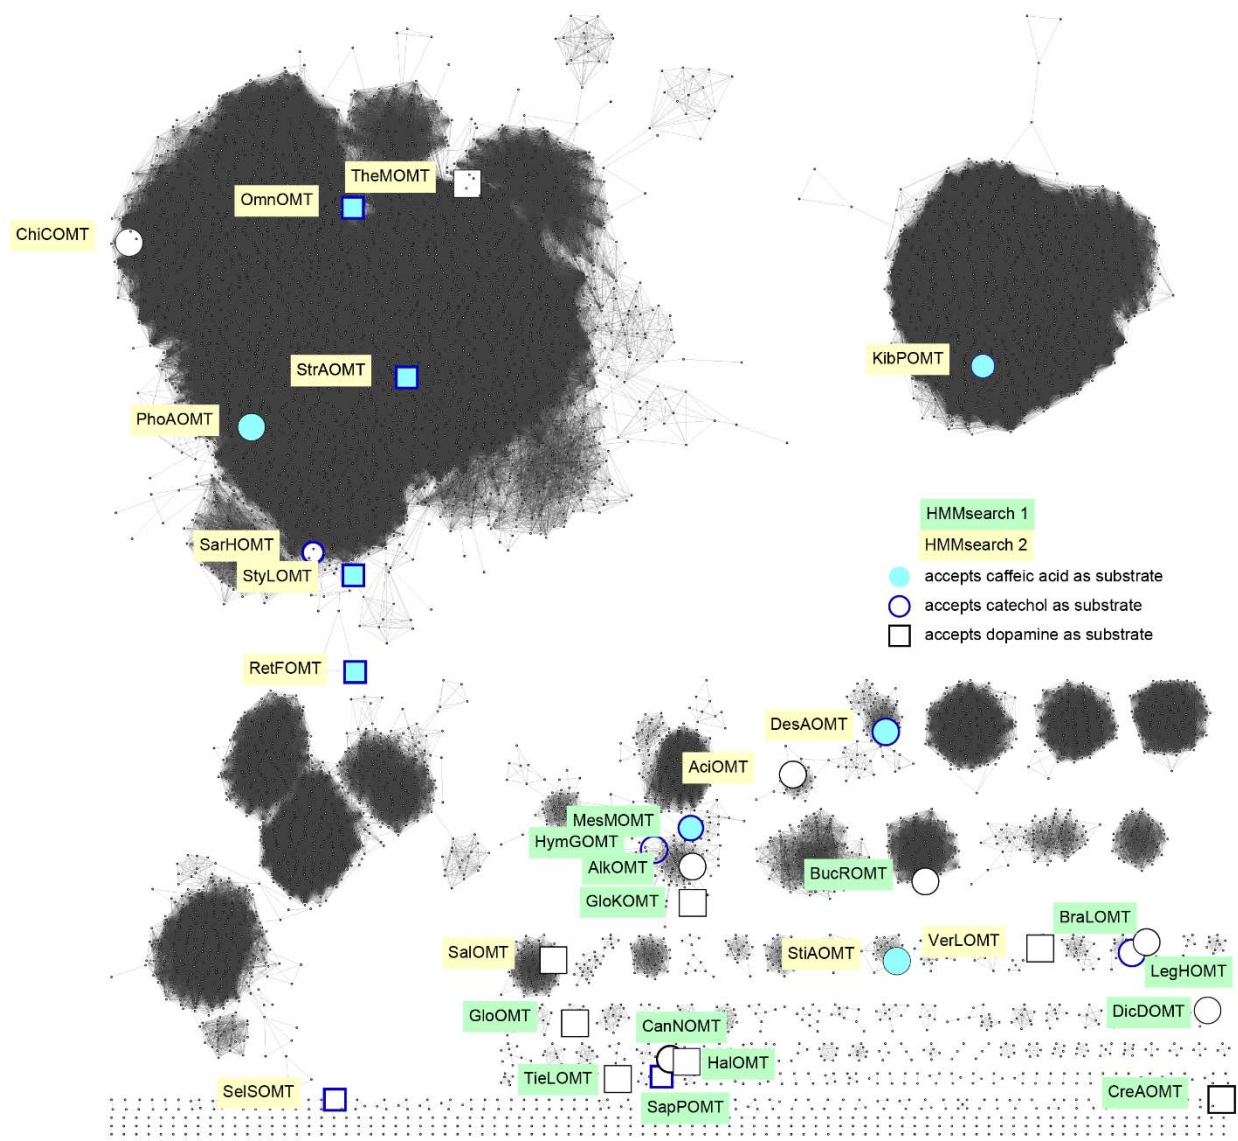 TheMOMT
OmnOMT
ChiCOMT
StrAOMT
KibPOMT
PhoAOMT
HMMsearch 1
HMMsearch 2
SarHOMT
StyLOMT
accepts caffeic acid as substrate
accepts catechol as substrate
accepts dopamine as substrate
RetFOMT
DesAOMT
AciOMT
MesMOMT
HymGOMT
AlkOMT
BucROMT
GloKOMT
BraLOMT
SalOMT
StiAOMT
VerLOMT
LegHOMT
GloOMT
CanNOMT
DicDOMT
HalOMT
TieLOMT
SelSOMT
SapPOMT
CreAOMT